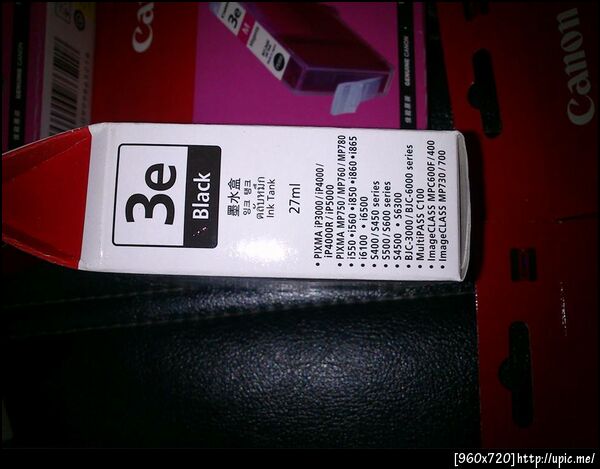 3e
Black
墨水盒
잉크 탱크
ตลับหมึก
Ink Tank
27ml
• PIXMA iP3000 / iP4000 /
iP4000R / iP5000
• PIXMA MP750 / MP760 / MP780
• i550 • i560 • i850 • i860 • i865
• i6100 • i6500
• S400 / S450 series
• S500 / S600 series
• S4500 • S6300
• BJC-3000 / BJC-6000 series
• MultiPASS C100
• ImageCLASS MPC600F / 400
• ImageCLASS MP730 / 700
3e
M
Canon
GENUINE CANON
Canon
[960x720]http://upic.me/